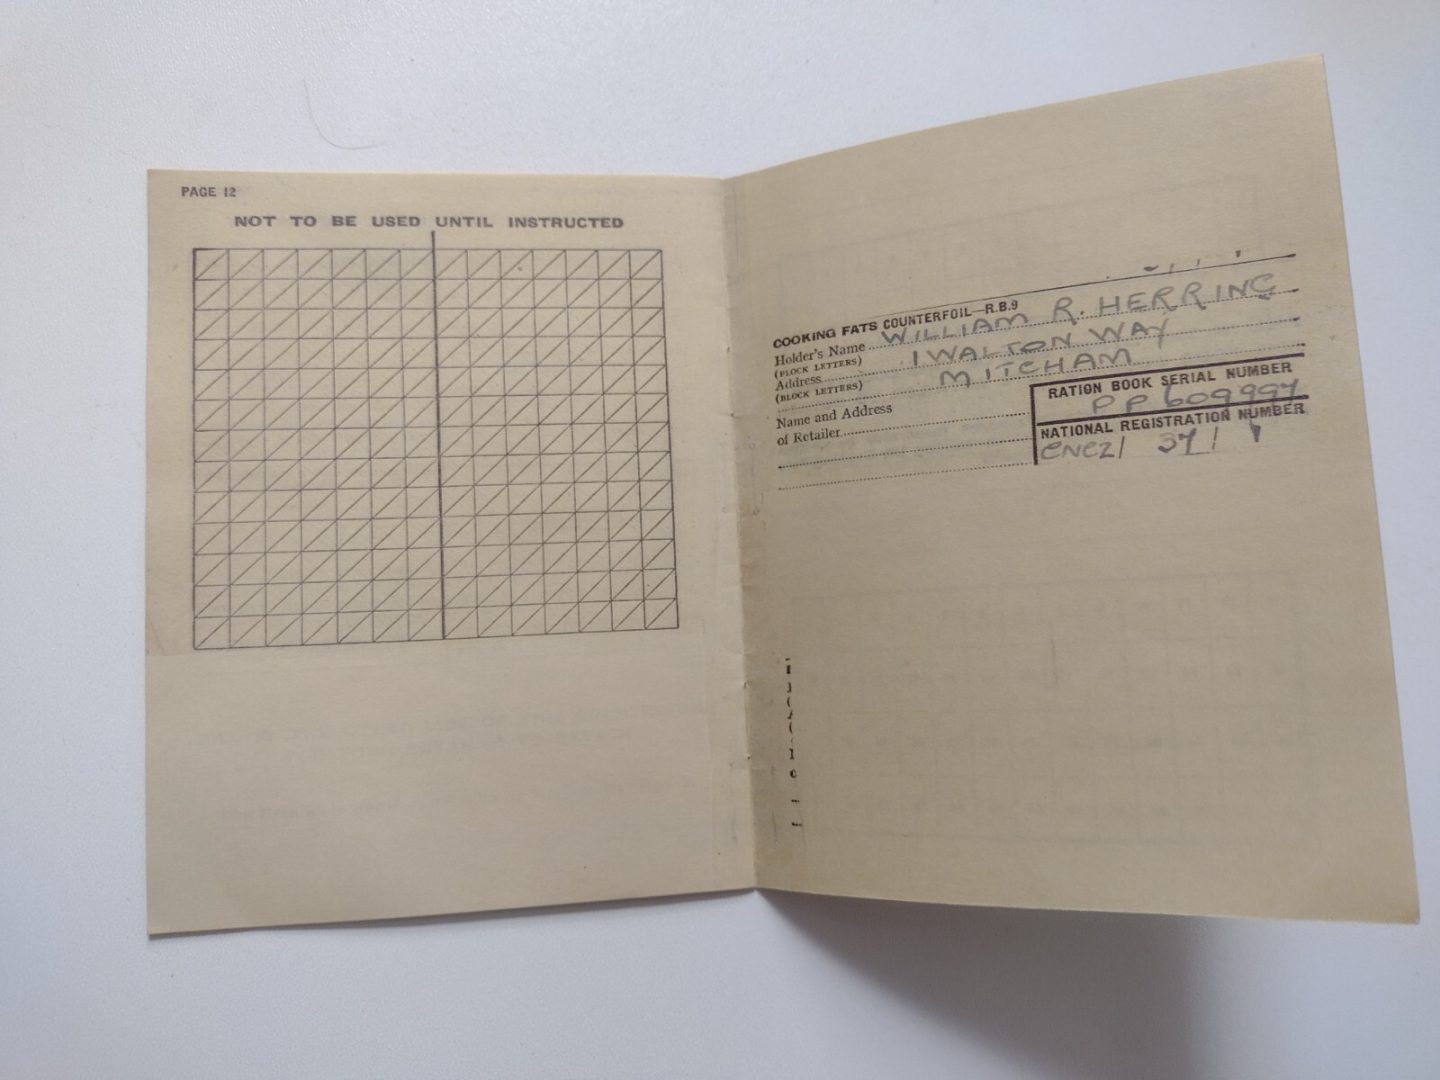 PAGE 12
NOT TO BE USED UNTIL INSTRUCTED
COOKING FATS COUNTERFOIL—R.B.9
Holder's Name WILLIAM R. HERRING
(BLOCK LETTERS)
Address 1 WALTON WAY
(BLOCK LETTERS) MITCHAM
Name and Address
of Retailer
RATION BOOK SERIAL NUMBER
PP 609997
NATIONAL REGISTRATION NUMBER
37 /